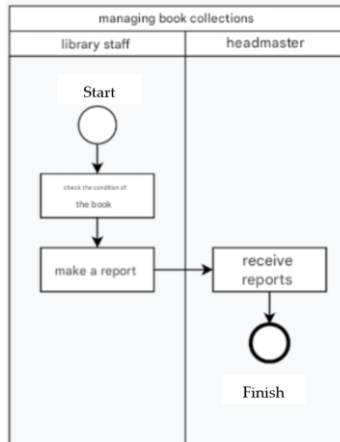 managing book collections
library staff
headmaster
Start
check the condition of
the book
make a report
receive
reports
Finish